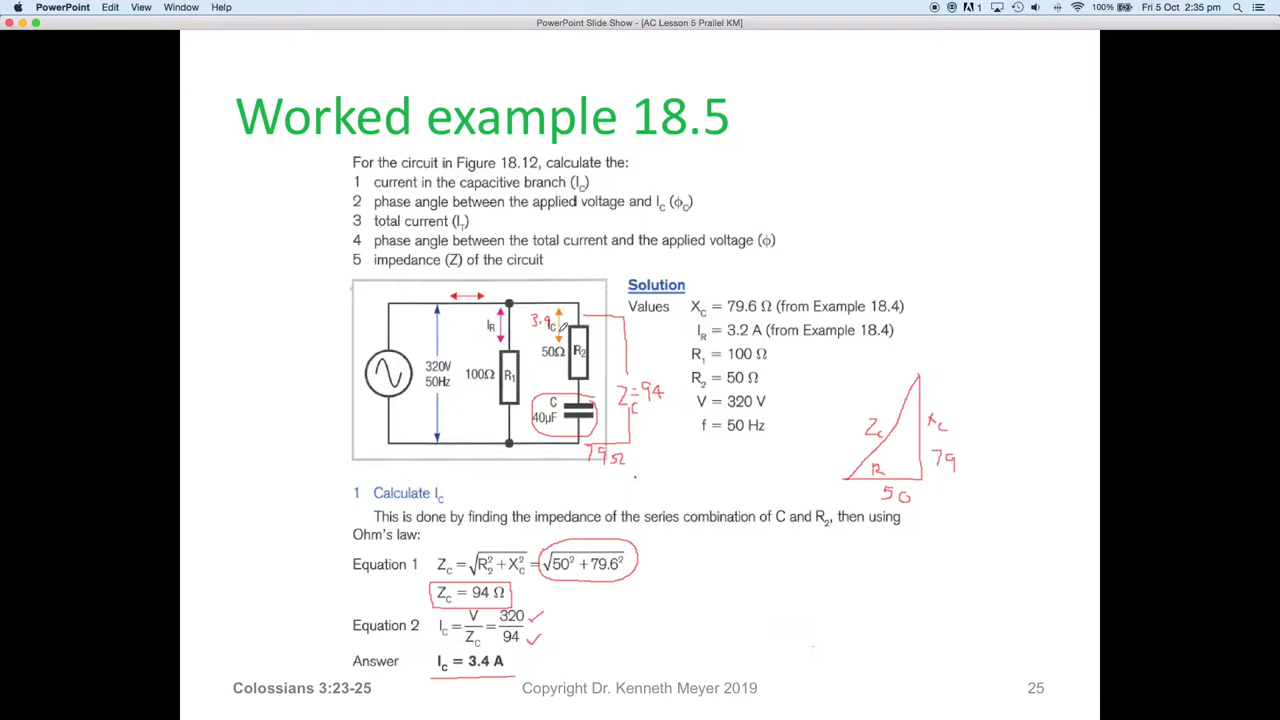 PowerPoint Edit View Window Help
1 100% Fri 5 Oct 2:35 pm
PowerPoint Slide Show - [AC Lesson 5 Prallel KM]
Worked example 18.5
For the circuit in Figure 18.12, calculate the:
1 current in the capacitive branch (I_C)
2 phase angle between the applied voltage and I_C (φ_C)
3 total current (I_T)
4 phase angle between the total current and the applied voltage (φ)
5 impedance (Z) of the circuit
320V
50Hz
I_R
100Ω R_1
3.4 I_C
50Ω R_2
C
40µF
79Ω
Z_C = 94
Solution
Values X_C = 79.6 Ω (from Example 18.4)
I_R = 3.2 A (from Example 18.4)
R_1 = 100 Ω
R_2 = 50 Ω
V = 320 V
f = 50 Hz
Z_C
X_C
79
R
50
1 Calculate I_C
This is done by finding the impedance of the series combination of C and R_2, then using
Ohm's law:
Equation 1 Z_C = √R_2² + X_C² = √50² + 79.6²
Z_C = 94 Ω
Equation 2 I_C = V/Z_C = 320/94
Answer I_C = 3.4 A
Colossians 3:23-25 Copyright Dr. Kenneth Meyer 2019 25